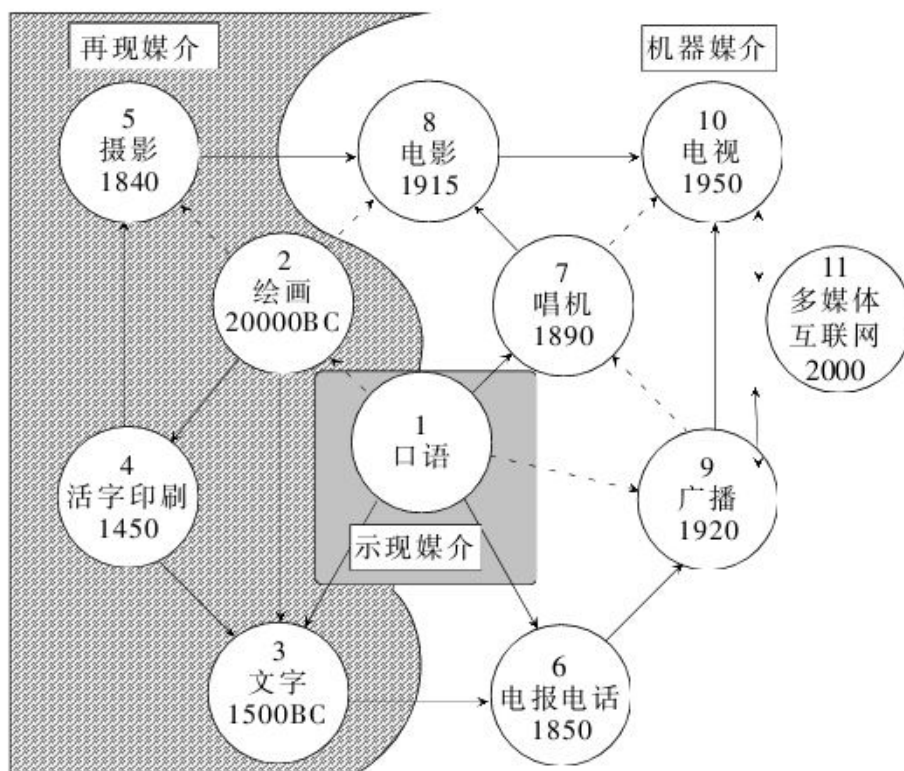 再现媒介
机器媒介
5
摄影
1840
8
电影
1915
10
电视
1950
2
绘画
20000BC
7
唱机
1890
11
多媒体
互联网
2000
1
口语
4
活字印刷
1450
9
广播
1920
示现媒介
3
文字
1500BC
6
电报电话
1850